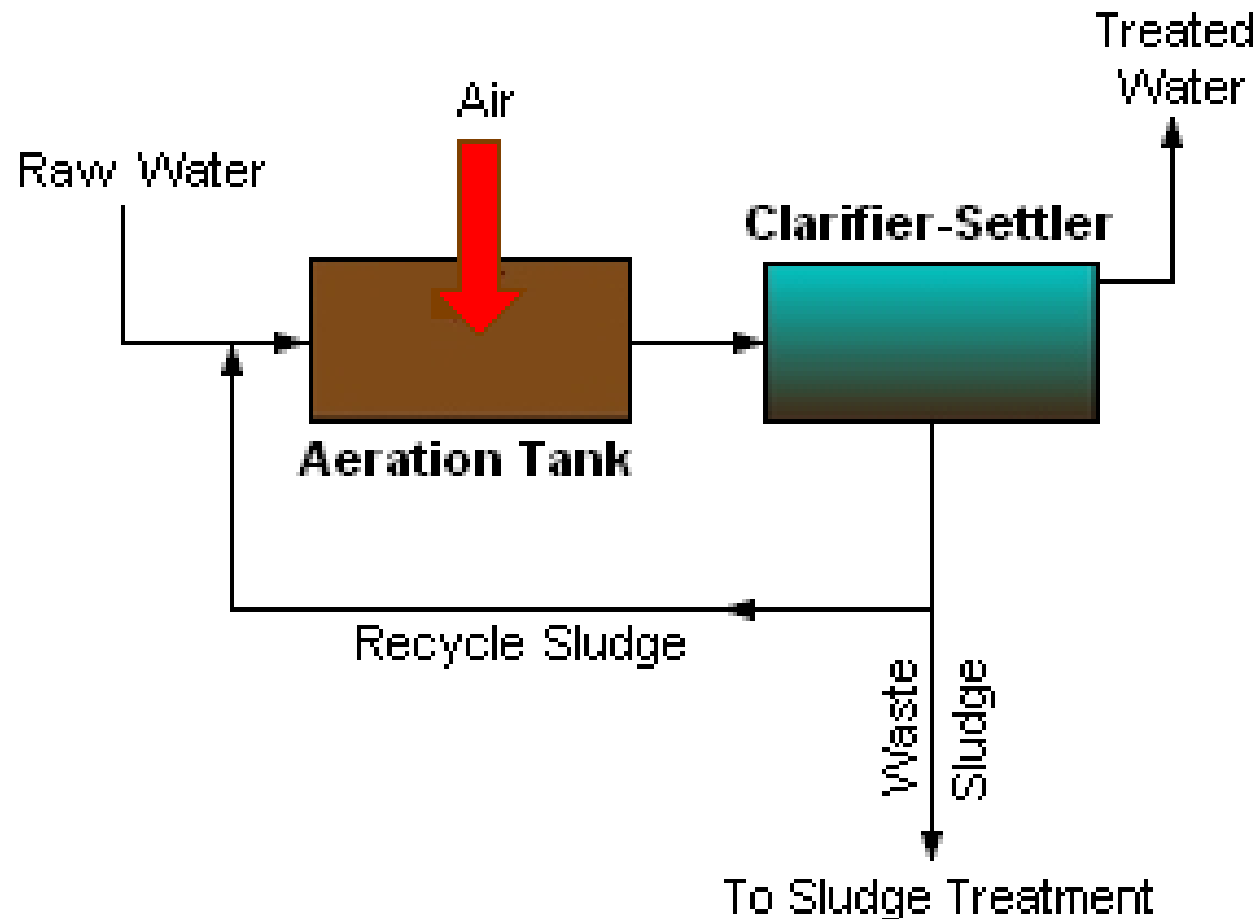 Treated
Water
Air
Raw Water
Clarifier-Settler
Aeration Tank
Recycle Sludge
Waste
Sludge
To Sludge Treatment